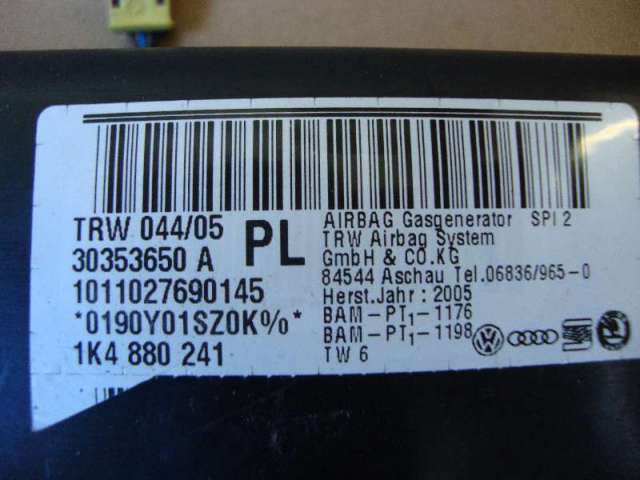 TRW 044/05
30353650 A
1011027690145
*0190Y01SZ0K%*
1K4 880 241
PL
AIRBAG Gasgenerator SPI 2
TRW Airbag System
GmbH & CO.KG
84544 Aschau Tel.06836/965-0
Herst.Jahr : 2005
BAM-PT1-1176
BAM-PT1-1198
TW 6